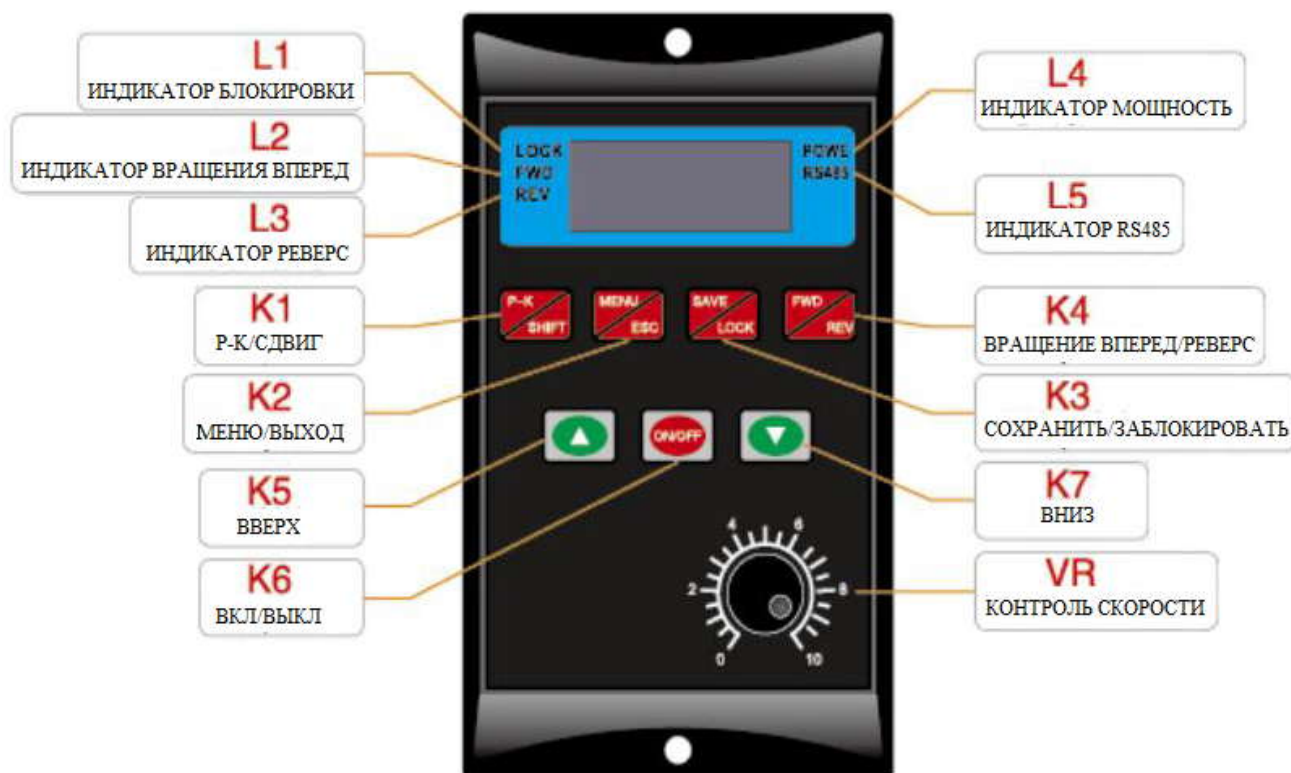 L1
ИНДИКАТОР БЛОКИРОВКИ
L2
ИНДИКАТОР ВРАЩЕНИЯ ВПЕРЕД
L3
ИНДИКАТОР РЕВЕРС
K1
Р-К/СДВИГ
K2
МЕНЮ/ВЫХОД
K5
ВВЕРХ
K6
ВКЛ/ВЫКЛ
LOCK
FWD
REV
POWE
RS485
P-K
SHIFT
MENU
ESC
SAVE
LOCK
FWD
REV
ON/OFF
4
6
2
8
0
10
L4
ИНДИКАТОР МОЩНОСТЬ
L5
ИНДИКАТОР RS485
K4
ВРАЩЕНИЕ ВПЕРЕД/РЕВЕРС
K3
СОХРАНИТЬ/ЗАБЛОКИРОВАТЬ
K7
ВНИЗ
VR
КОНТРОЛЬ СКОРОСТИ